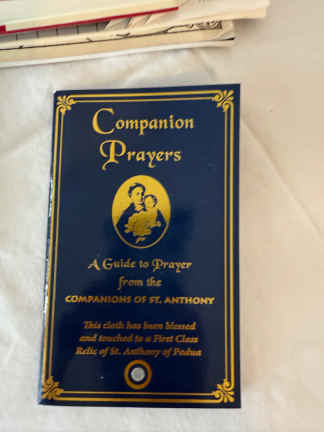 Companion
Prayers
A Guide to Prayer
from the
COMPANIONS OF ST. ANTHONY
This cloth has been blessed
and touched to a First Class
Relic of St. Anthony of Padua